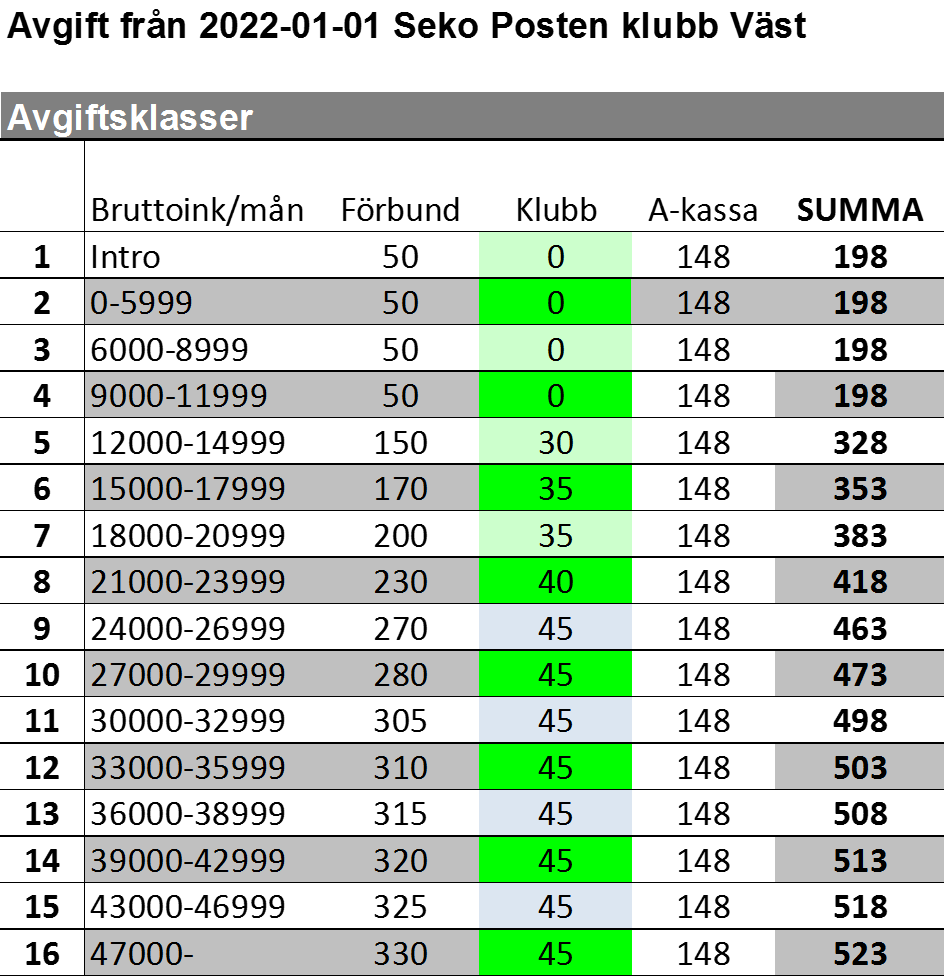 Avgift från 2022-01-01 Seko Posten klubb Väst
Avgiftsklasser
Bruttoink/mån Förbund Klubb A-kassa SUMMA
1 Intro 50 0 148 198
2 0-5999 50 0 148 198
3 6000-8999 50 0 148 198
4 9000-11999 50 0 148 198
5 12000-14999 150 30 148 328
6 15000-17999 170 35 148 353
7 18000-20999 200 35 148 383
8 21000-23999 230 40 148 418
9 24000-26999 270 45 148 463
10 27000-29999 280 45 148 473
11 30000-32999 305 45 148 498
12 33000-35999 310 45 148 503
13 36000-38999 315 45 148 508
14 39000-42999 320 45 148 513
15 43000-46999 325 45 148 518
16 47000- 330 45 148 523